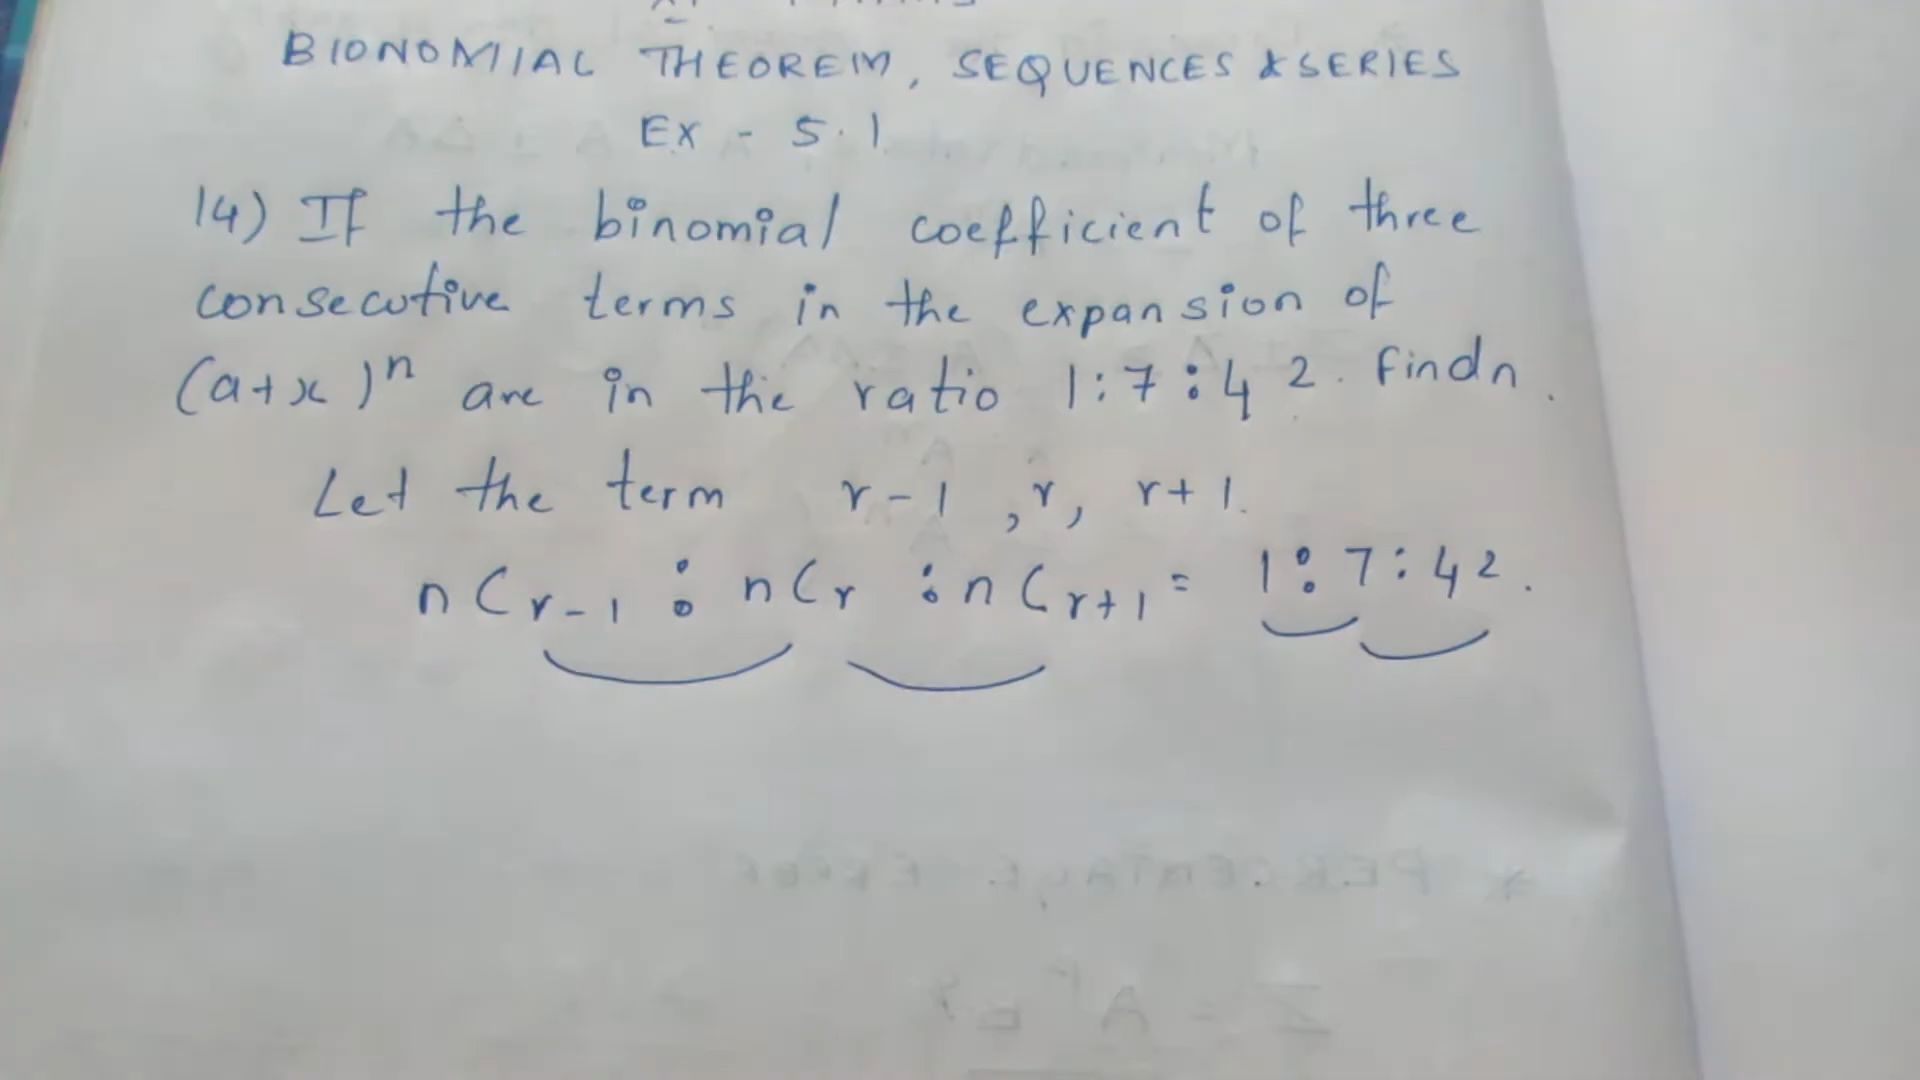 BIONOMIAL THEOREM, SEQUENCES & SERIES
EX - 5.1
14) If the binomial coefficient of three
consecutive terms in the expansion of
(a+x)ⁿ are in the ratio 1:7:42. Find n.
Let the term r-1, r, r+1.
nCr-1 : nCr : nCr+1 = 1:7:42.